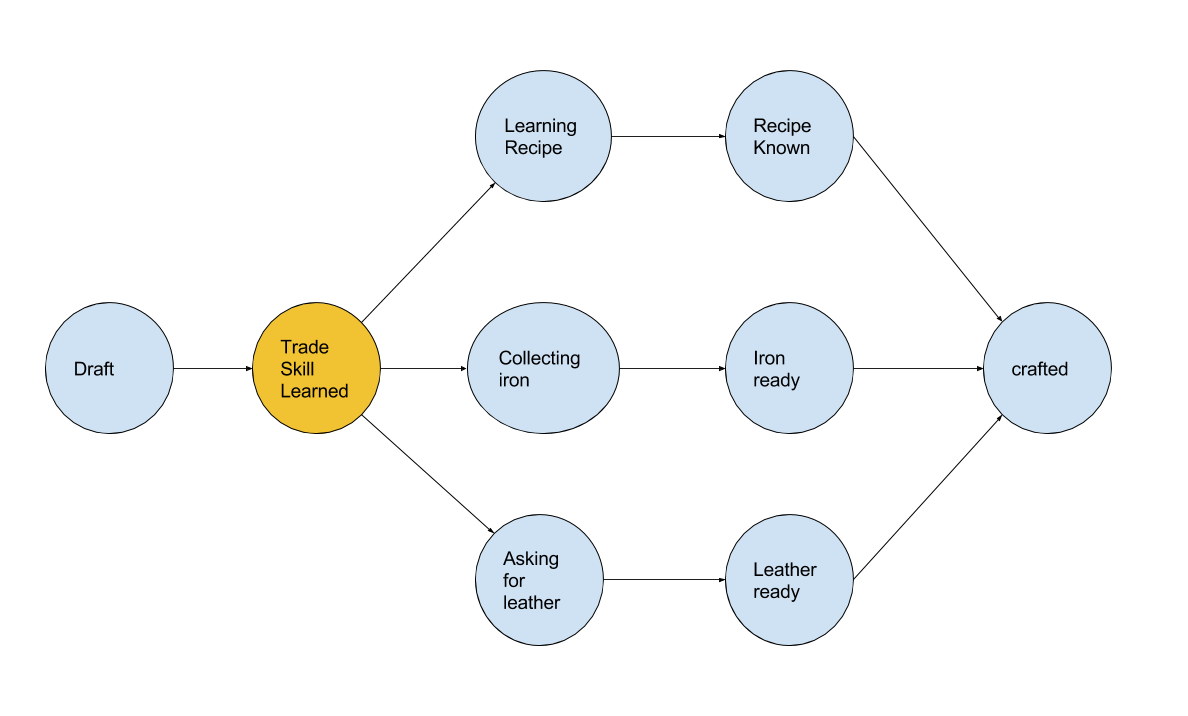 Learning
Recipe
Recipe
Known
Draft
Trade
Skill
Learned
Collecting
iron
Iron
ready
crafted
Asking
for
leather
Leather
ready